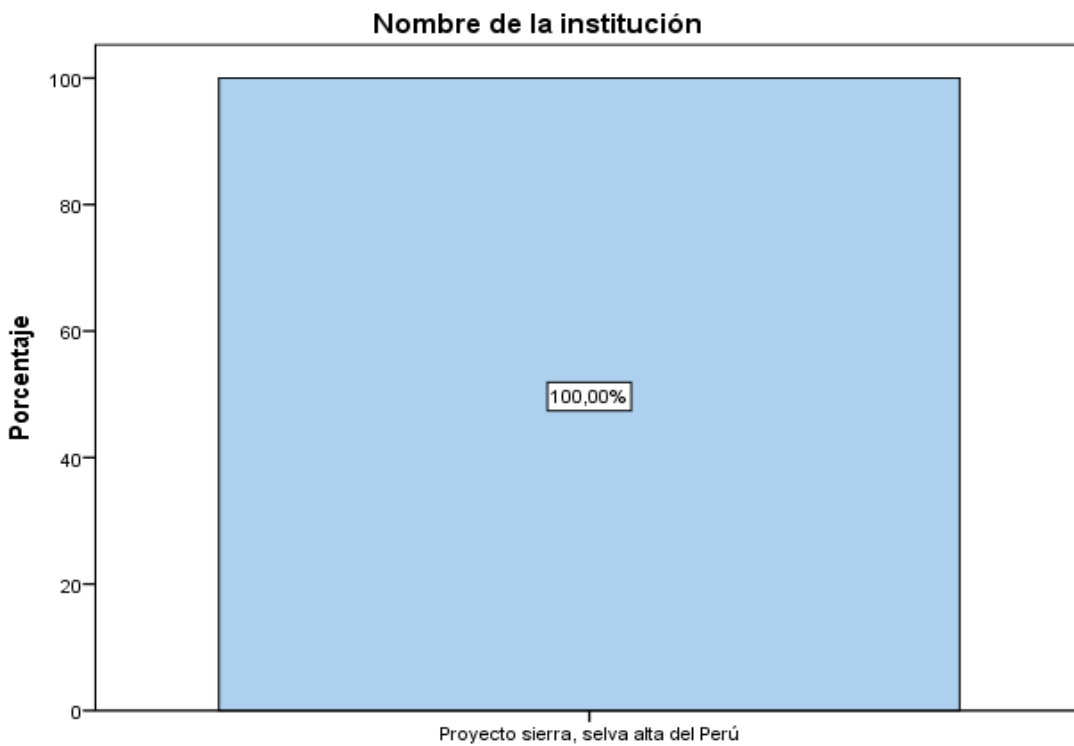 Nombre de la institución
Porcentaje
100
80
60
40
20
0
100,00%
Proyecto sierra, selva alta del Perú